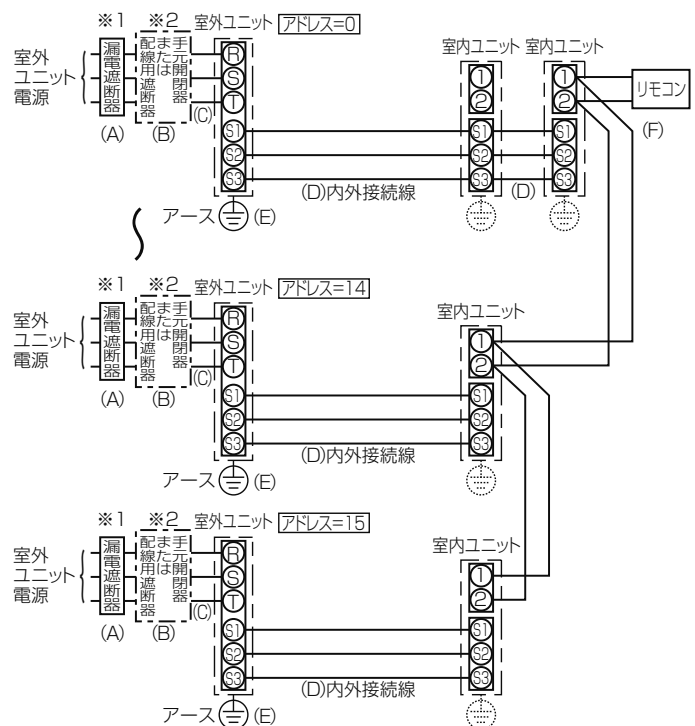 ※1 ※2 室外ユニット アドレス=0
室外
ユニット
電源
漏電遮断器
配線用遮断器
または
手元開閉器
(A) (B) (C)
R
S
T
S1
S2
S3
室内ユニット 室内ユニット
1
2
S1
S2
S3
1
2
S1
S2
S3
リモコン
(F)
(D)内外接続線 (D)
アース (E)
※1 ※2 室外ユニット アドレス=14
室外
ユニット
電源
漏電遮断器
配線用遮断器
または
手元開閉器
(A) (B) (C)
R
S
T
S1
S2
S3
室内ユニット
1
2
S1
S2
S3
(D)内外接続線
アース (E)
※1 ※2 室外ユニット アドレス=15
室外
ユニット
電源
漏電遮断器
配線用遮断器
または
手元開閉器
(A) (B) (C)
R
S
T
S1
S2
S3
室内ユニット
1
2
S1
S2
S3
(D)内外接続線
アース (E)